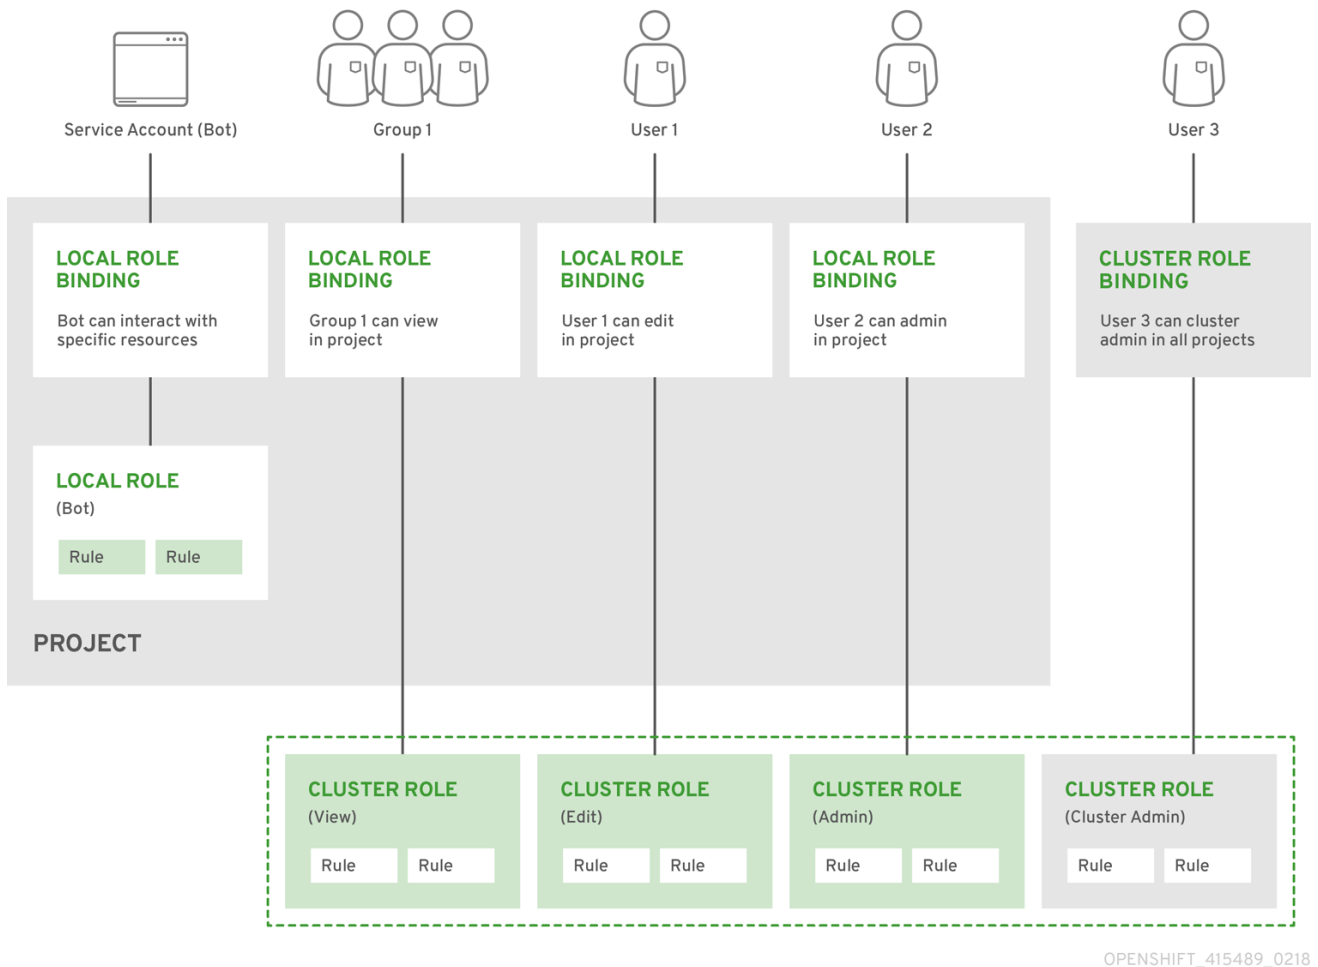 Service Account (Bot)
Group 1
User 1
User 2
User 3
LOCAL ROLE
BINDING
Bot can interact with
specific resources
LOCAL ROLE
BINDING
Group 1 can view
in project
LOCAL ROLE
BINDING
User 1 can edit
in project
LOCAL ROLE
BINDING
User 2 can admin
in project
CLUSTER ROLE
BINDING
User 3 can cluster
admin in all projects
LOCAL ROLE
(Bot)
Rule
Rule
PROJECT
CLUSTER ROLE
(View)
Rule
Rule
CLUSTER ROLE
(Edit)
Rule
Rule
CLUSTER ROLE
(Admin)
Rule
Rule
CLUSTER ROLE
(Cluster Admin)
Rule
Rule
OPENSHIFT_415489_0218